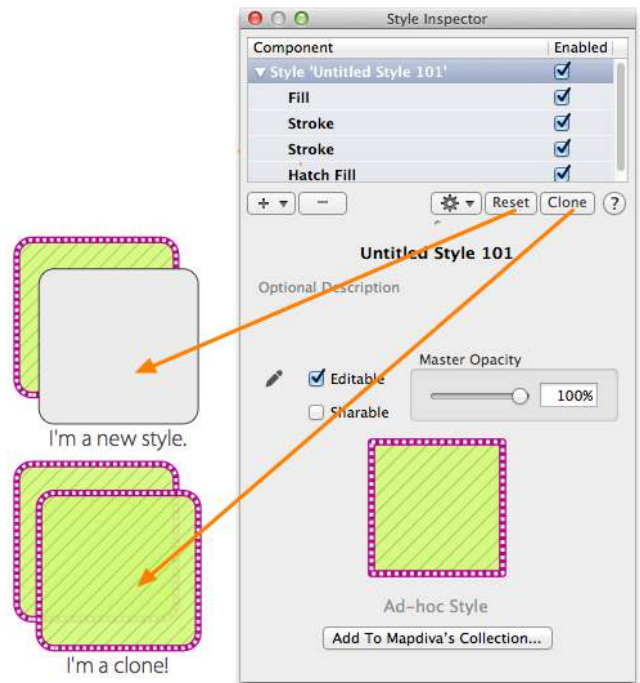 Style Inspector
Component Enabled
Style 'Untitled Style 101'
Fill
Stroke
Stroke
Hatch Fill
+ − Reset Clone ?
Untitled Style 101
Optional Description
Master Opacity
Editable
100%
Sharable
I'm a new style.
Ad-hoc Style
Add To Mapdiva's Collection...
I'm a clone!